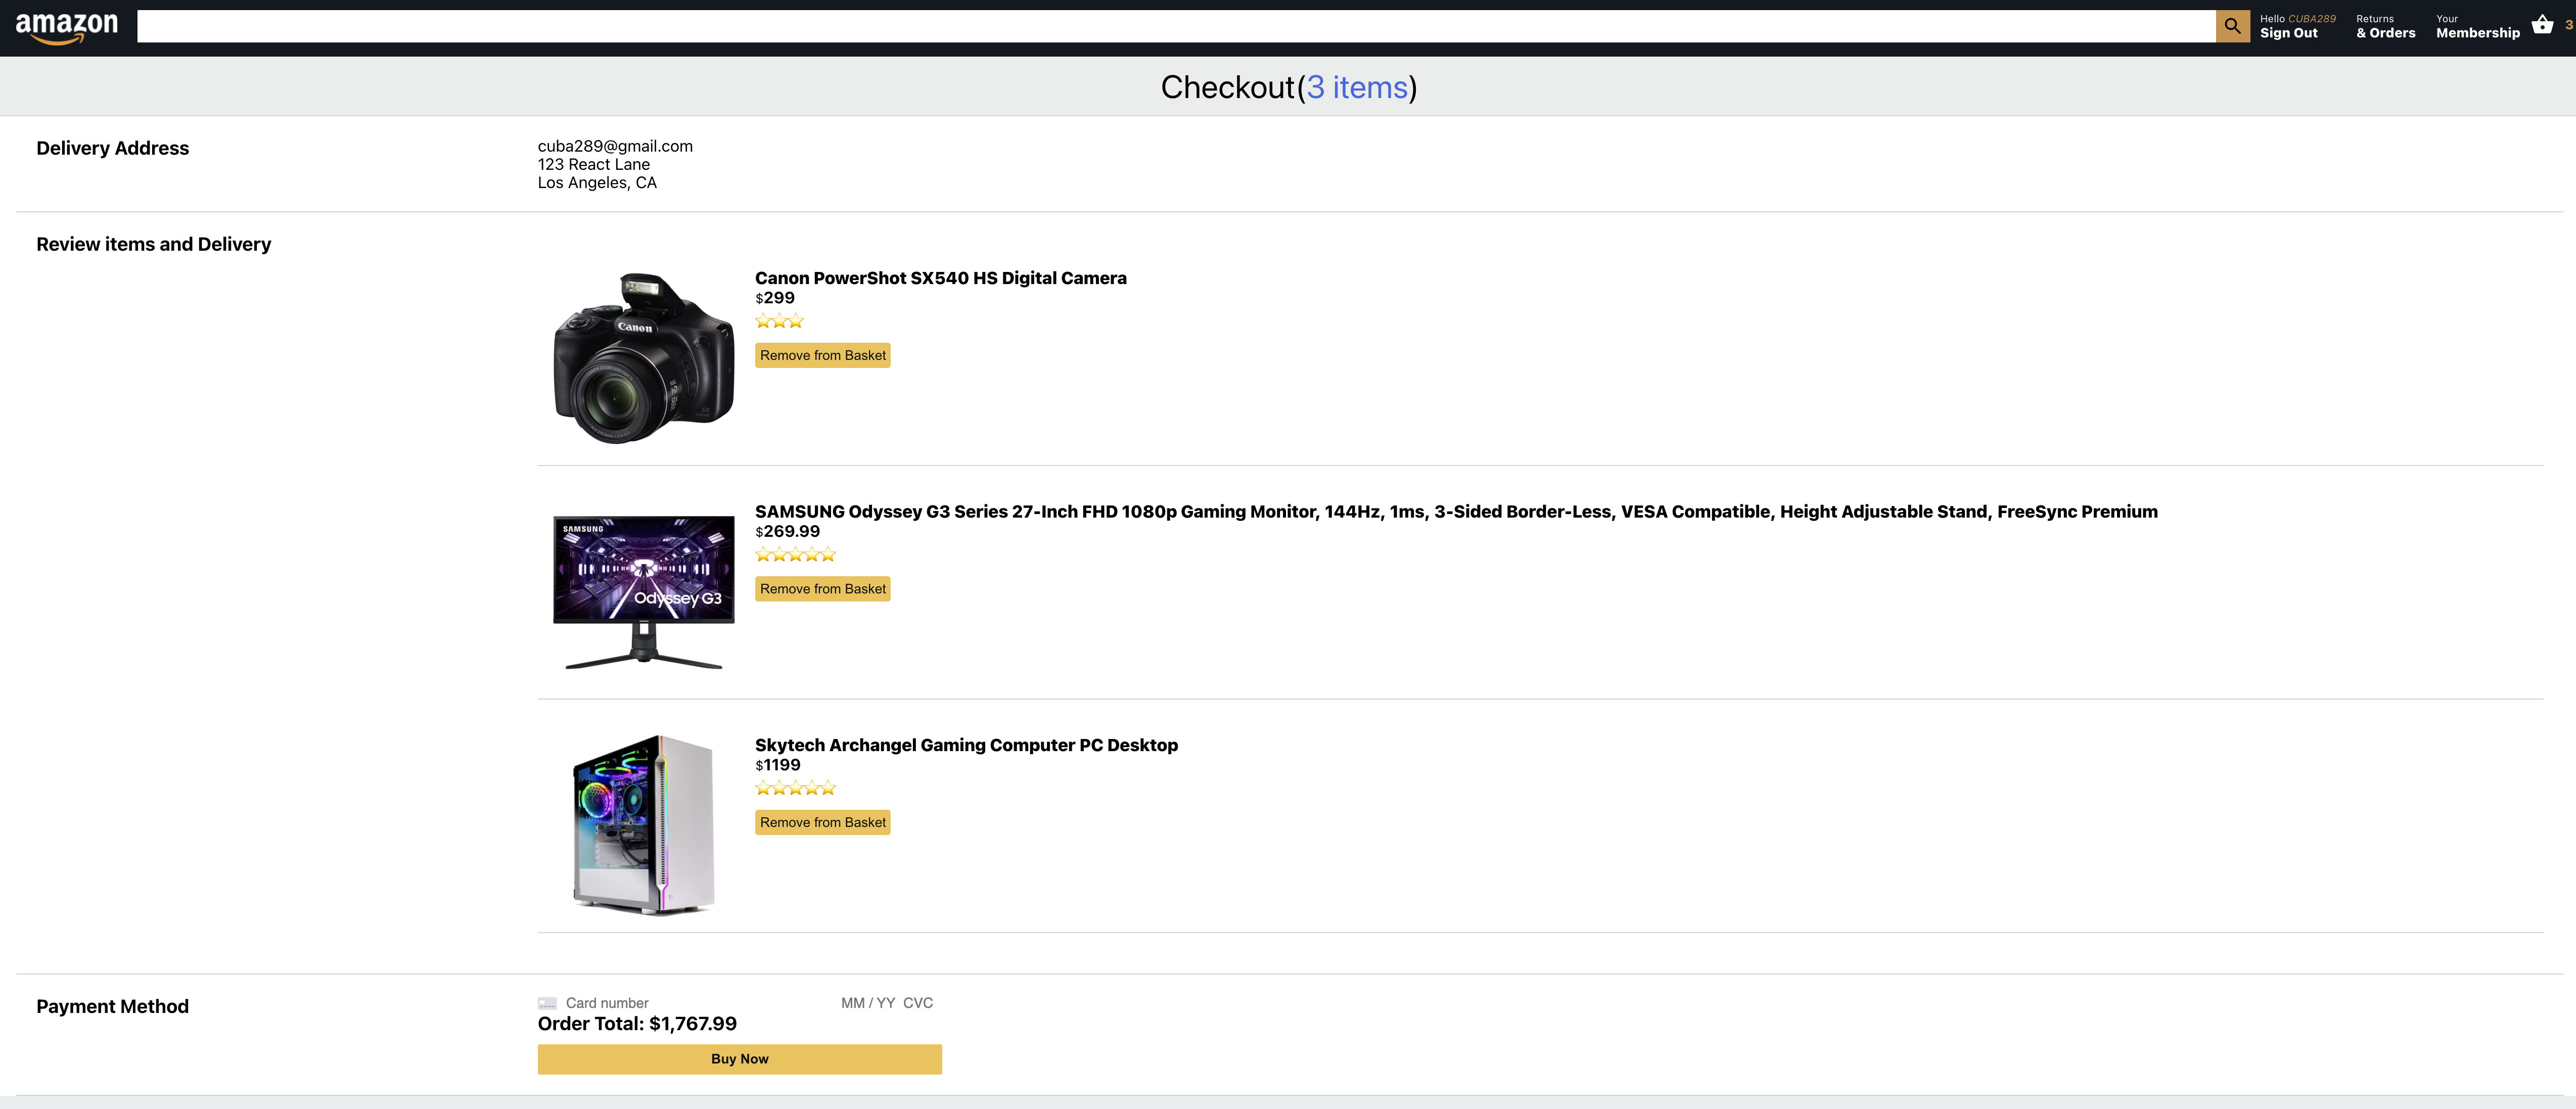 amazon
Hello CUBA289
Sign Out
Returns
& Orders
Your
Membership
3
Checkout(3 items)
Delivery Address
cuba289@gmail.com
123 React Lane
Los Angeles, CA
Review items and Delivery
Canon
Canon PowerShot SX540 HS Digital Camera
$299
Remove from Basket
SAMSUNG
Odyssey G3
SAMSUNG Odyssey G3 Series 27-Inch FHD 1080p Gaming Monitor, 144Hz, 1ms, 3-Sided Border-Less, VESA Compatible, Height Adjustable Stand, FreeSync Premium
$269.99
Remove from Basket
Skytech Archangel Gaming Computer PC Desktop
$1199
Remove from Basket
Payment Method
Card number MM / YY CVC
Order Total: $1,767.99
Buy Now